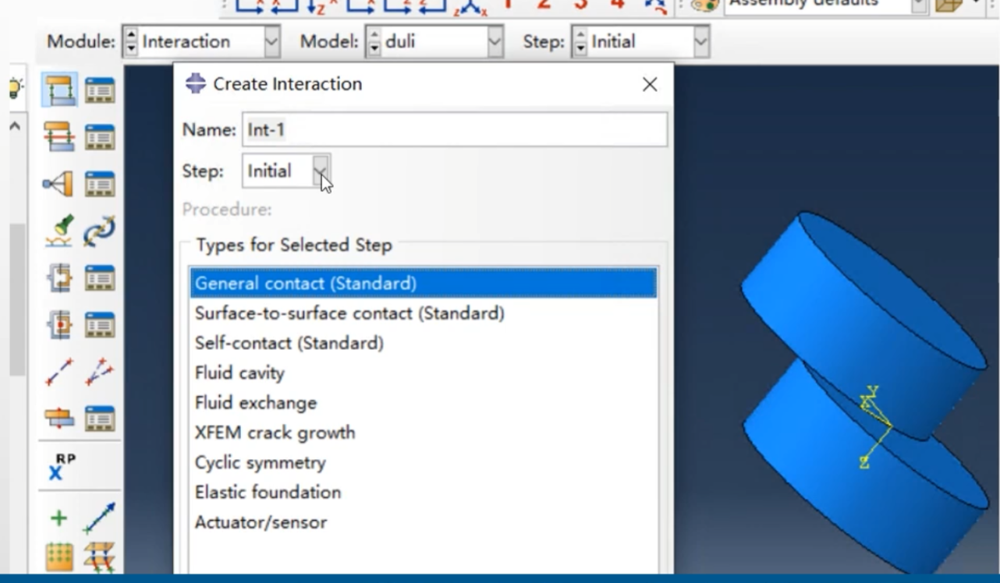 z x 1 2 3 4 Assembly defaults
Module: Interaction Model: duli Step: Initial
Create Interaction
Name: Int-1
Step: Initial
Procedure:
Types for Selected Step
General contact (Standard)
Surface-to-surface contact (Standard)
Self-contact (Standard)
Fluid cavity
Fluid exchange
XFEM crack growth
Cyclic symmetry
Elastic foundation
Actuator/sensor
RP
Y
X
Z